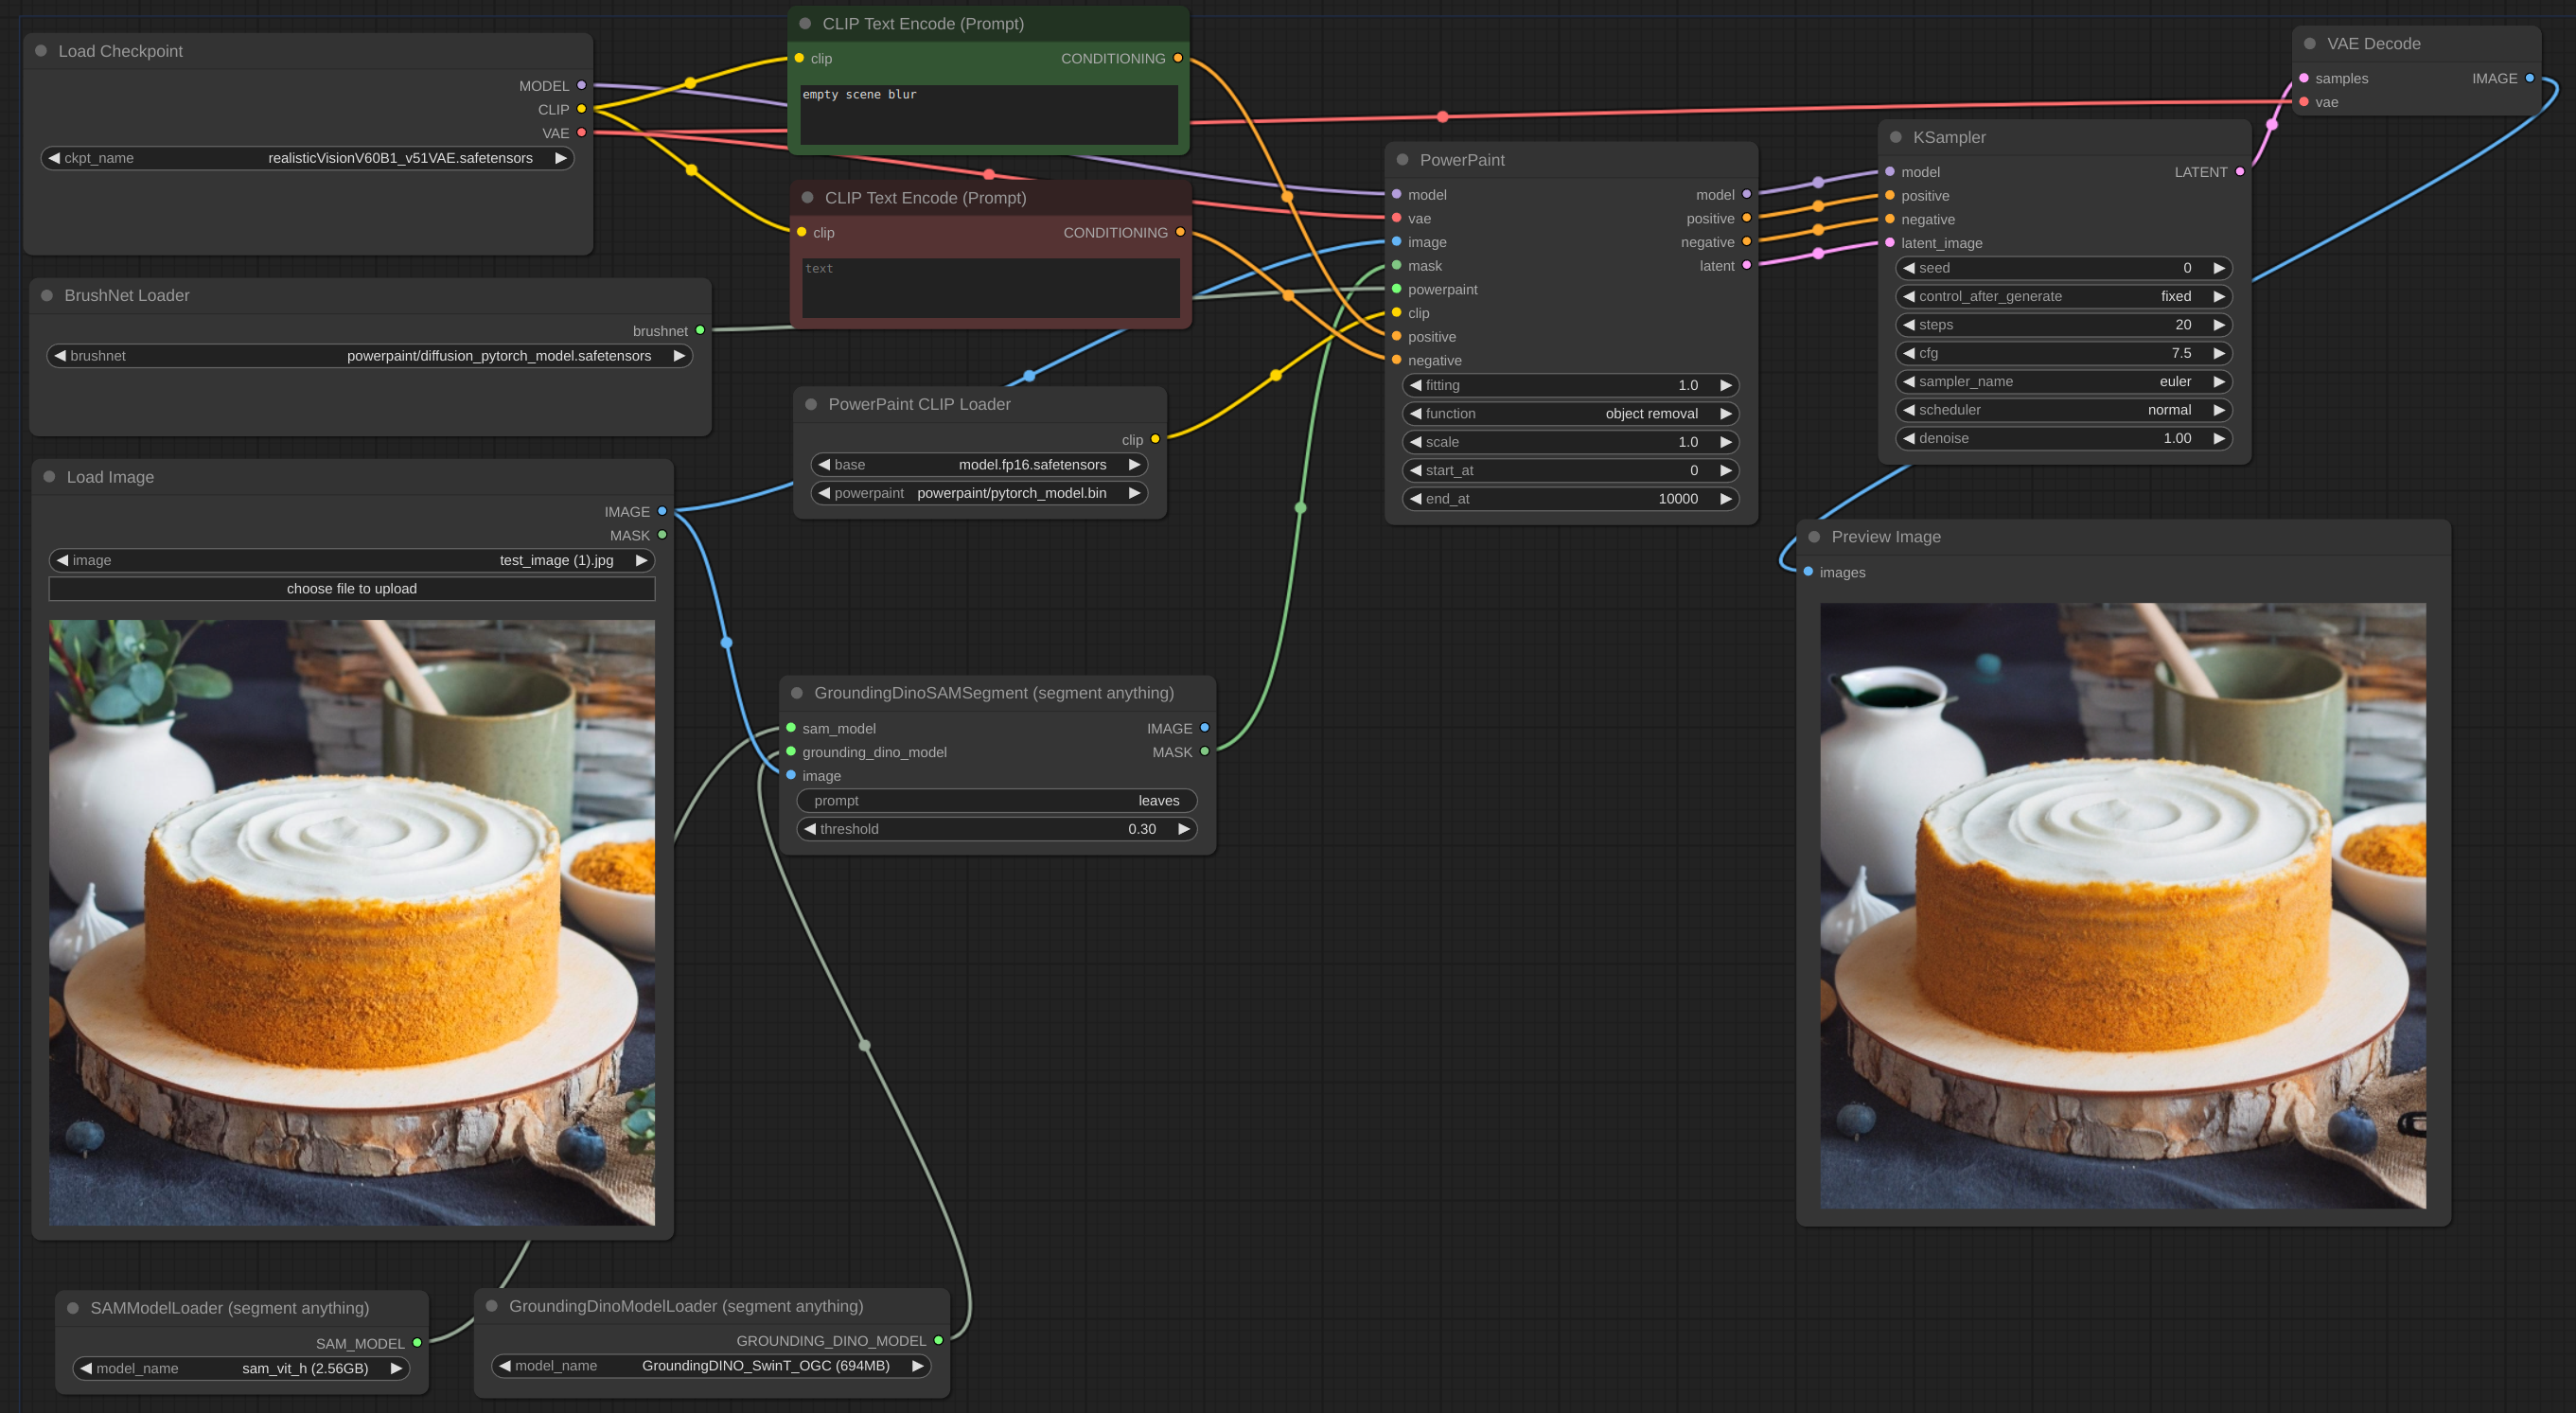 Load Checkpoint
MODEL
CLIP
VAE
ckpt_name realisticVisionV60B1_v51VAE.safetensors
BrushNet Loader
brushnet
brushnet powerpaint/diffusion_pytorch_model.safetensors
Load Image
IMAGE
MASK
image test_image (1).jpg
choose file to upload
SAMModelLoader (segment anything)
SAM_MODEL
model_name sam_vit_h (2.56GB)
GroundingDinoModelLoader (segment anything)
GROUNDING_DINO_MODEL
model_name GroundingDINO_SwinT_OGC (694MB)
CLIP Text Encode (Prompt)
clip CONDITIONING
empty scene blur
CLIP Text Encode (Prompt)
clip CONDITIONING
text
PowerPaint CLIP Loader
clip
base model.fp16.safetensors
powerpaint powerpaint/pytorch_model.bin
GroundingDinoSAMSegment (segment anything)
sam_model IMAGE
grounding_dino_model MASK
image
prompt leaves
threshold 0.30
PowerPaint
model model
vae positive
image negative
mask latent
powerpaint
clip
positive
negative
fitting 1.0
function object removal
scale 1.0
start_at 0
end_at 10000
KSampler
model LATENT
positive
negative
latent_image
seed 0
control_after_generate fixed
steps 20
cfg 7.5
sampler_name euler
scheduler normal
denoise 1.00
VAE Decode
samples IMAGE
vae
Preview Image
images